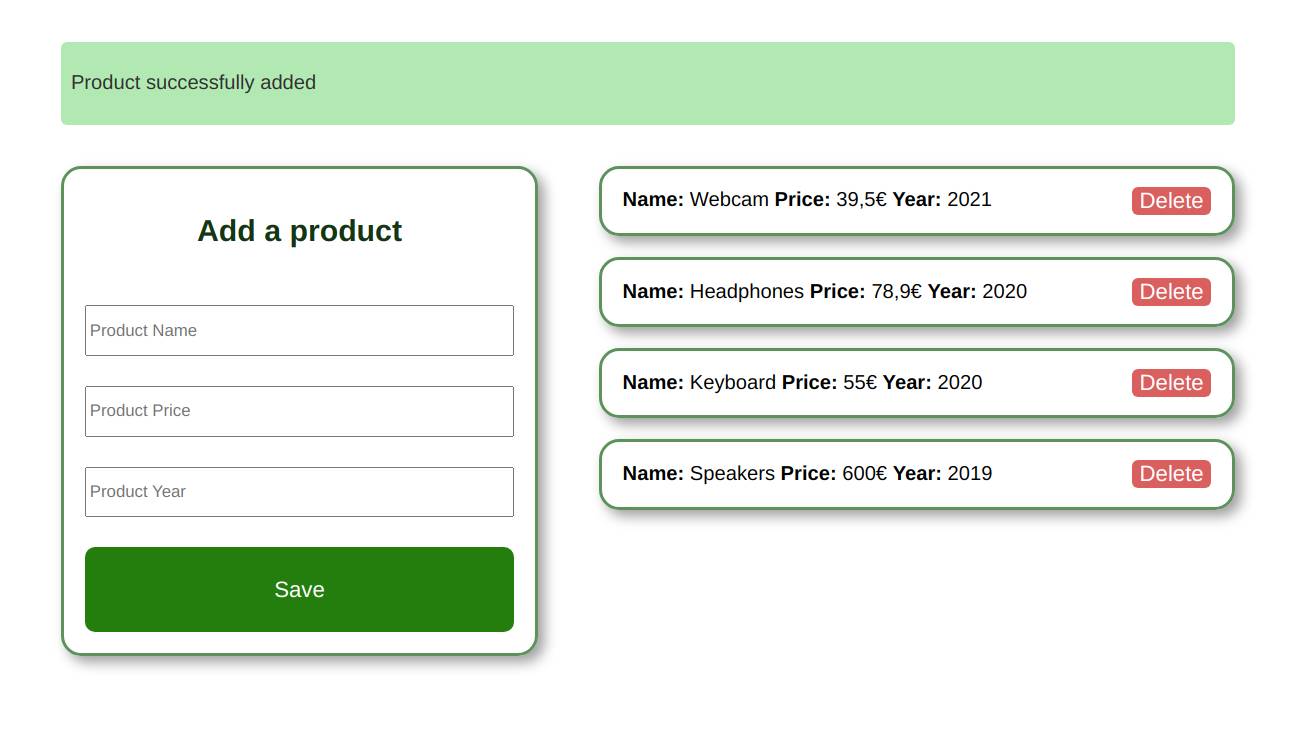 Product successfully added
Add a product
Product Name
Product Price
Product Year
Save
Name: Webcam Price: 39,5€ Year: 2021 Delete
Name: Headphones Price: 78,9€ Year: 2020 Delete
Name: Keyboard Price: 55€ Year: 2020 Delete
Name: Speakers Price: 600€ Year: 2019 Delete